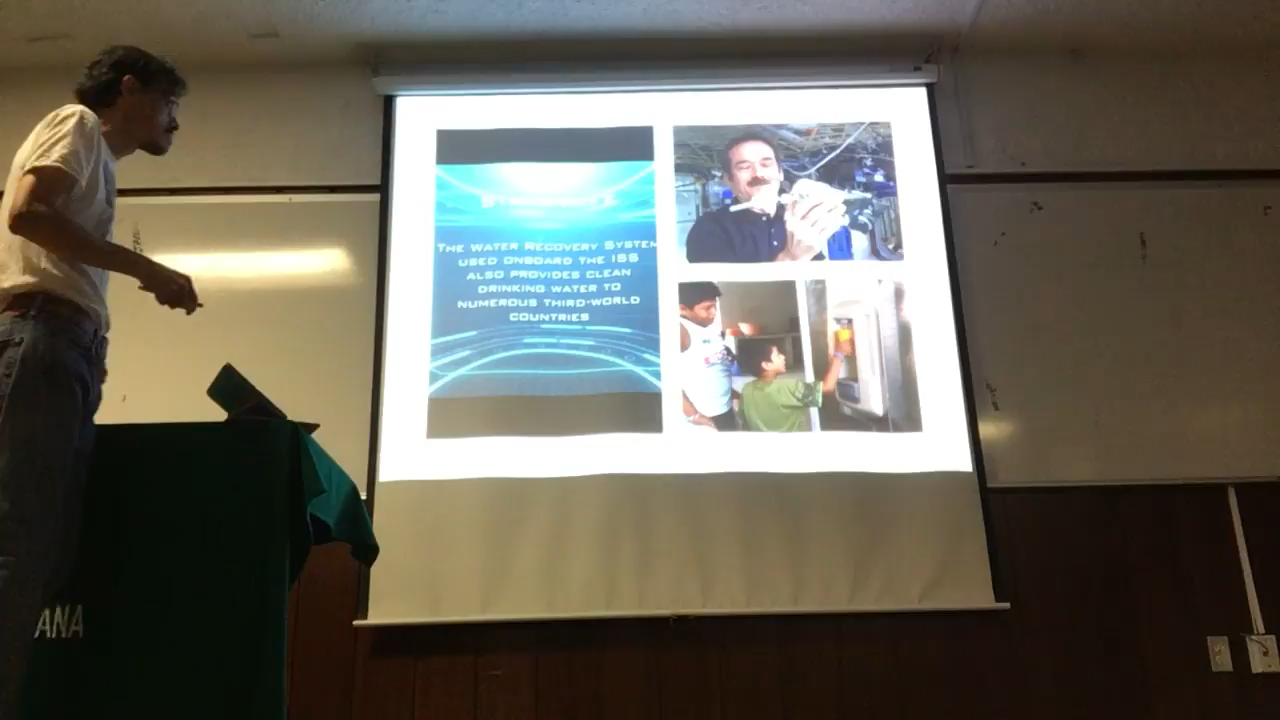 THE WATER RECOVERY SYSTEM
USED ONBOARD THE ISS
ALSO PROVIDES CLEAN
DRINKING WATER TO
NUMEROUS THIRD-WORLD
COUNTRIES
ANA